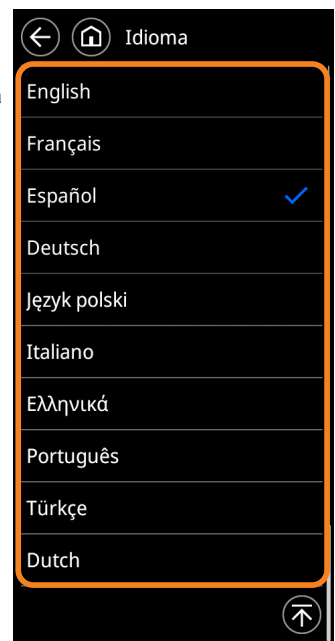 Idioma
English
Français
Español
Deutsch
Język polski
Italiano
Ελληνικά
Português
Türkçe
Dutch